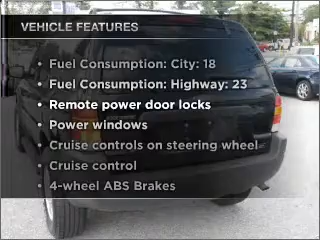 VEHICLE FEATURES
• Fuel Consumption: City: 18
• Fuel Consumption: Highway: 23
• Remote power door locks
• Power windows
• Cruise controls on steering wheel
• Cruise control
• 4-wheel ABS Brakes